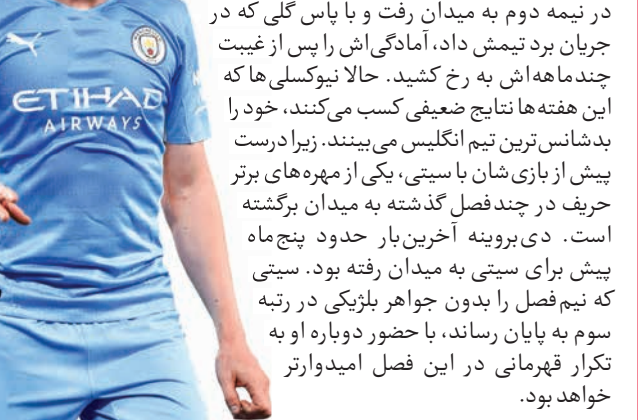 در نیمه دوم به میدان رفت و با پاس گلی که در
جریان برد تیمش داد، آمادگی‌اش را پس از غیبت
چندماهه‌اش به رخ کشید. حالا نیوکسلی‌ها که
این هفته‌ها نتایج ضعیفی کسب می‌کنند، خود را
بدشانس‌ترین تیم انگلیس می‌بینند. زیرا درست
پیش از بازی‌شان با سیتی، یکی از مهره‌های برتر
حریف در چندفصل گذشته به میدان برگشته
است. دی‌بروینه آخرین‌بار حدود پنج‌ماه
پیش برای سیتی به میدان رفته بود. سیتی
که نیم‌فصل را بدون جواهر بلژیکی در رتبه
سوم به پایان رساند، با حضور دوباره او به
تکرار قهرمانی در این فصل امیدوارتر
خواهد بود.
ETIHAD
AIRWAYS